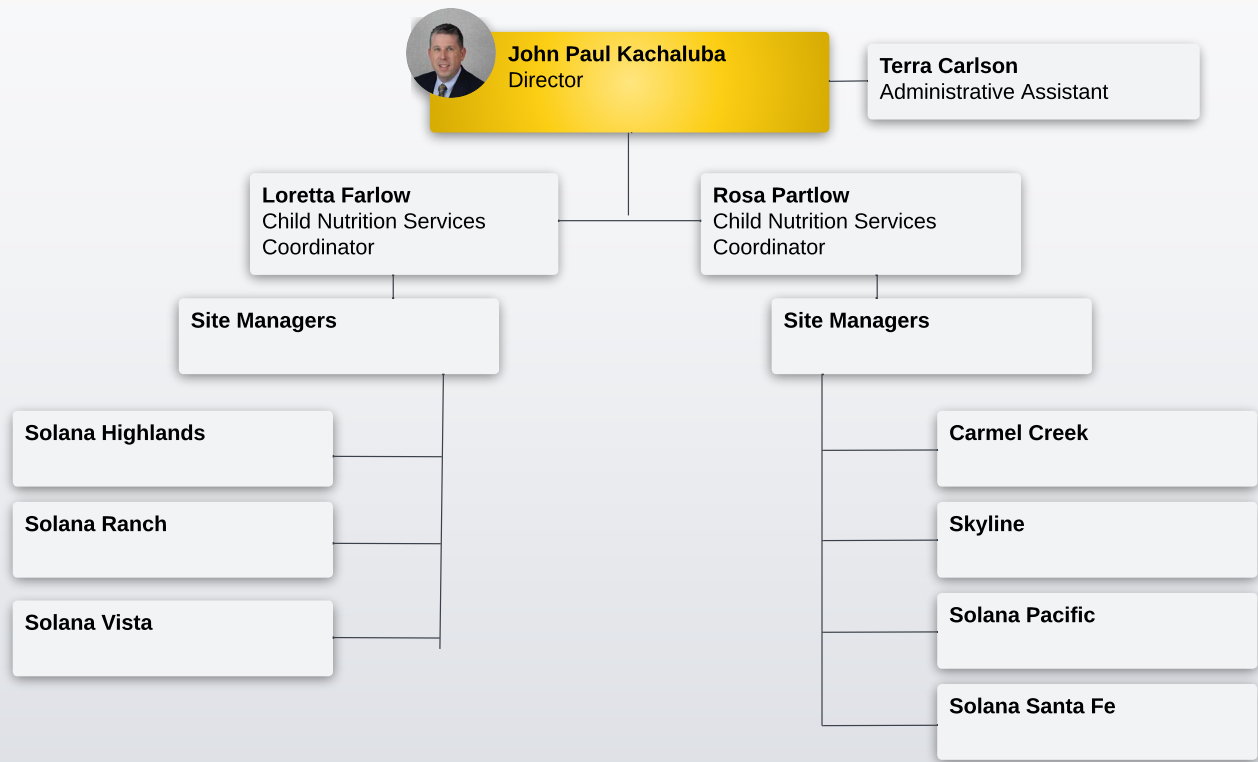 John Paul Kachaluba
Director
Terra Carlson
Administrative Assistant
Loretta Farlow
Child Nutrition Services
Coordinator
Rosa Partlow
Child Nutrition Services
Coordinator
Site Managers
Site Managers
Solana Highlands
Solana Ranch
Solana Vista
Carmel Creek
Skyline
Solana Pacific
Solana Santa Fe